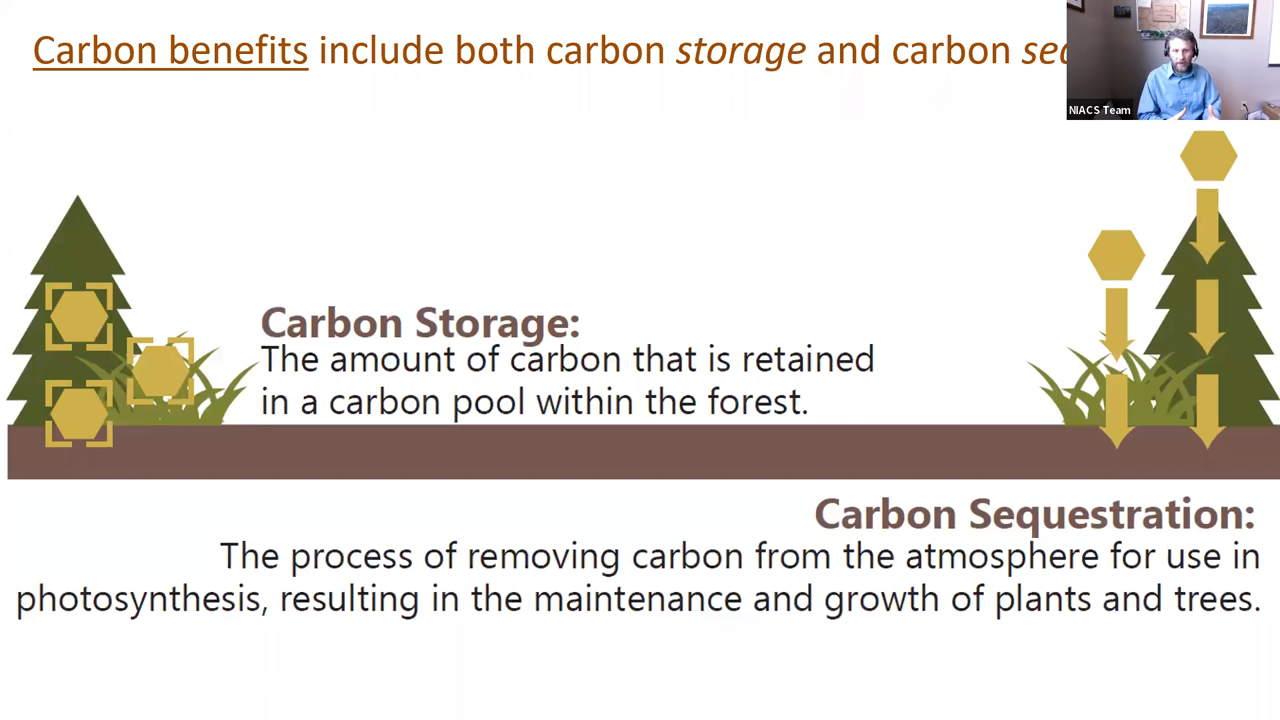 Carbon benefits include both carbon storage and carbon
NIACS Team
Carbon Storage:
The amount of carbon that is retained
in a carbon pool within the forest.
Carbon Sequestration:
The process of removing carbon from the atmosphere for use in
photosynthesis, resulting in the maintenance and growth of plants and trees.